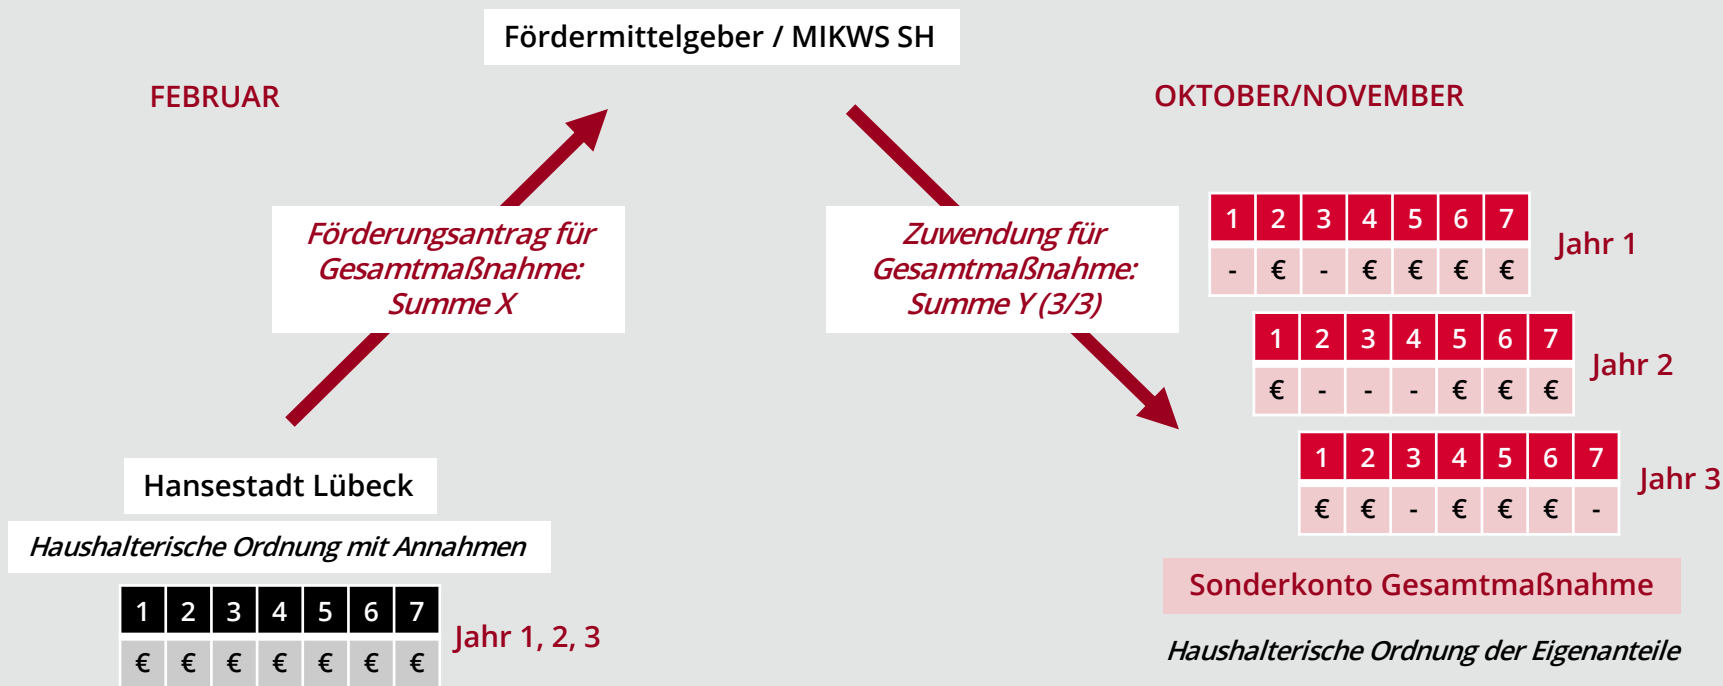 Fördermittelgeber / MIKWS SH
FEBRUAR
OKTOBER/NOVEMBER
Förderungsantrag für
Gesamtmaßnahme:
Summe X
Zuwendung für
Gesamtmaßnahme:
Summe Y (3/3)
1 2 3 4 5 6 7
- € - € € € €
Jahr 1
1 2 3 4 5 6 7
€ - - - € € €
Jahr 2
1 2 3 4 5 6 7
€ € - € € € -
Jahr 3
Hansestadt Lübeck
Haushalterische Ordnung mit Annahmen
1 2 3 4 5 6 7
€ € € € € € €
Jahr 1, 2, 3
Sonderkonto Gesamtmaßnahme
Haushalterische Ordnung der Eigenanteile